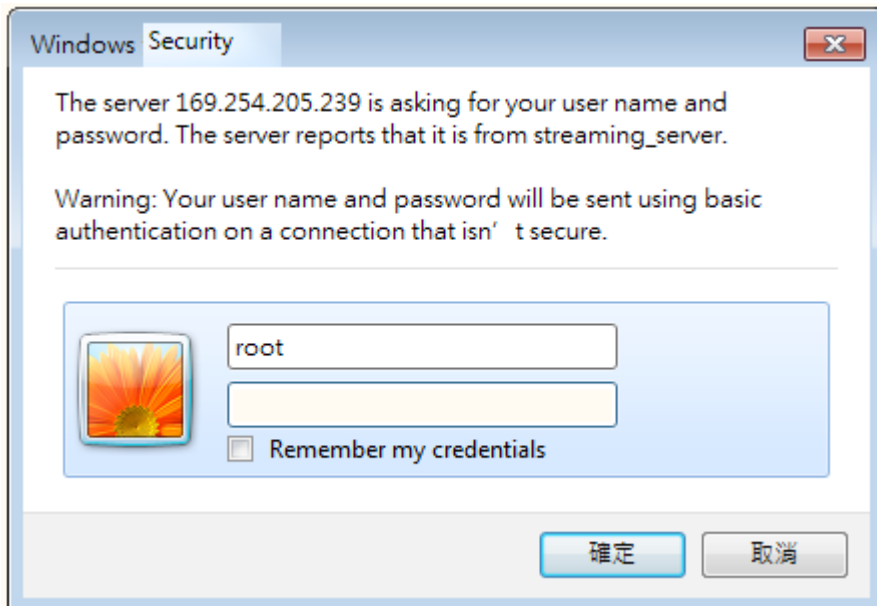 Windows Security
The server 169.254.205.239 is asking for your user name and
password. The server reports that it is from streaming_server.
Warning: Your user name and password will be sent using basic
authentication on a connection that isn’ t secure.
root
Remember my credentials
確定 取消